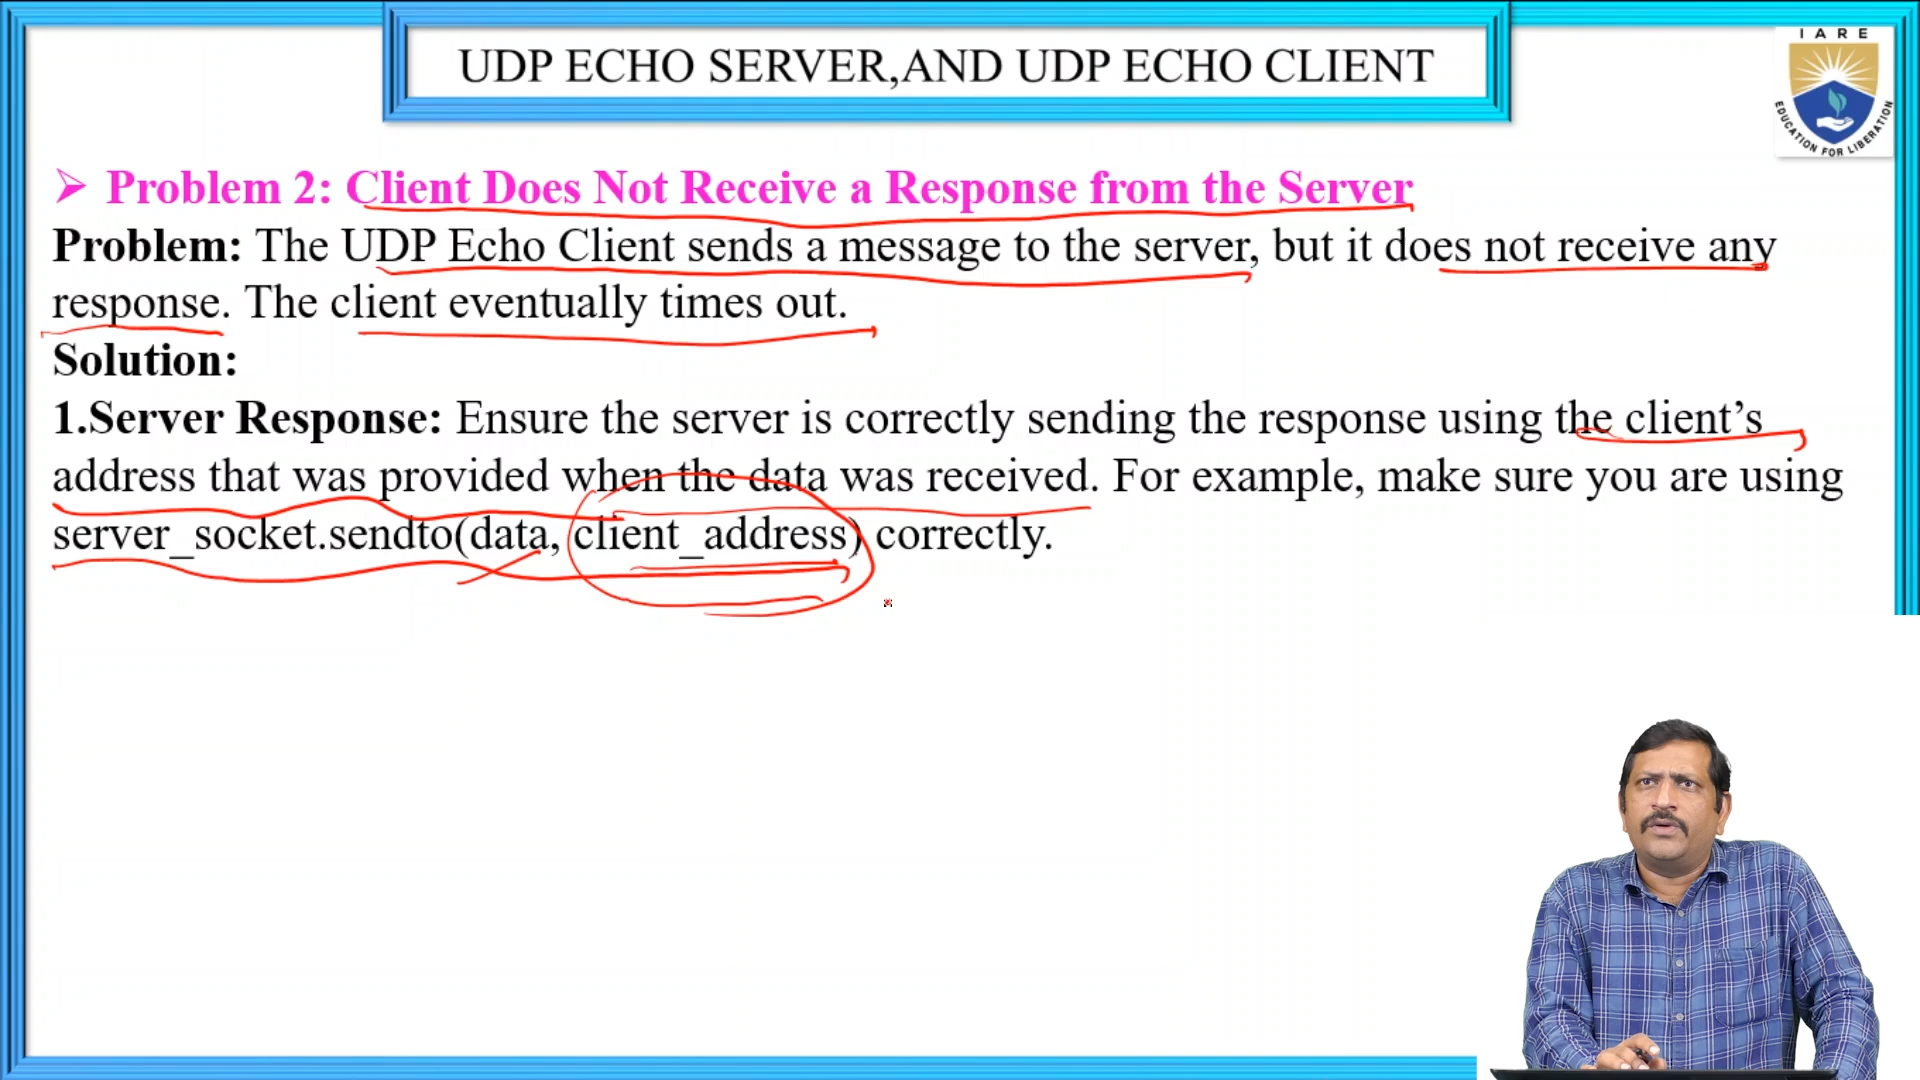 UDP ECHO SERVER,AND UDP ECHO CLIENT
IARE
EDUCATION FOR LIBERATION
➢ Problem 2: Client Does Not Receive a Response from the Server
Problem: The UDP Echo Client sends a message to the server, but it does not receive any
response. The client eventually times out.
Solution:
1.Server Response: Ensure the server is correctly sending the response using the client’s
address that was provided when the data was received. For example, make sure you are using
server_socket.sendto(data, client_address) correctly.